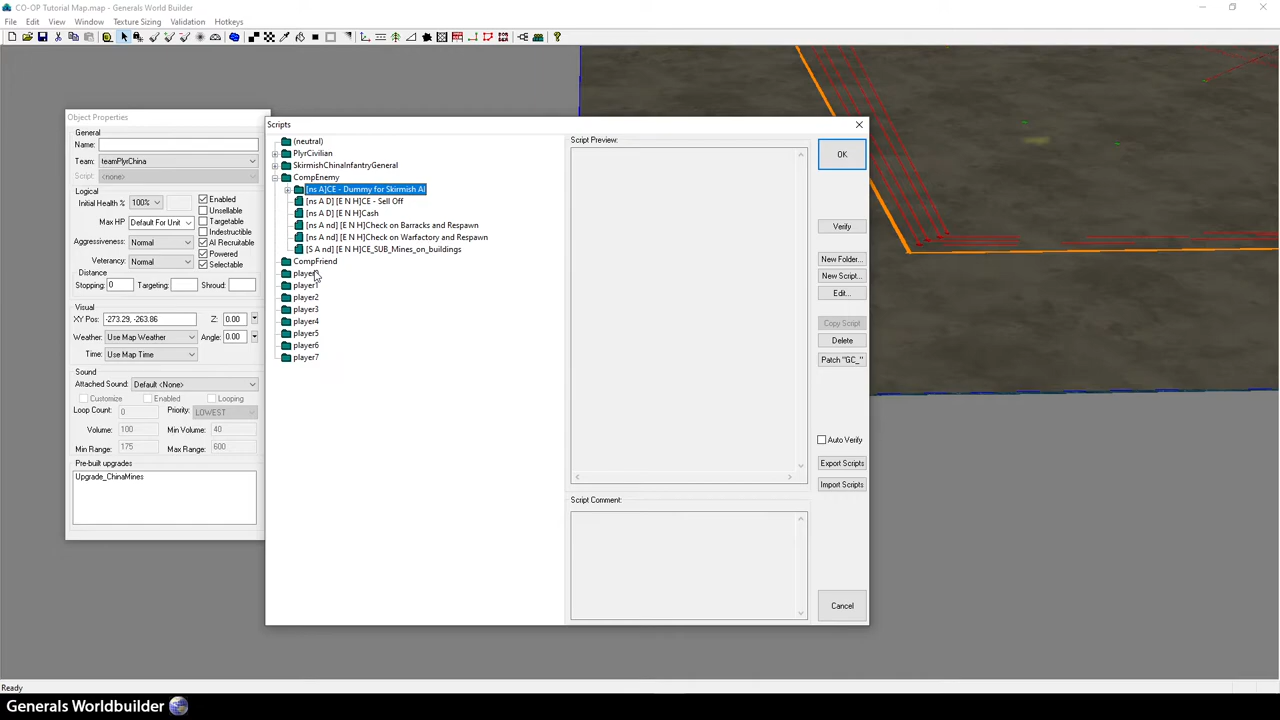 CO-OP Tutorial Map.map - Generals World Builder
File Edit View Window Texture Sizing Validation Hotkeys
Object Properties
General
Name:
Team: teamPlyrChina
Script: <none>
Logical
Initial Health % 100%
Max HP Default For Unit
Aggressiveness: Normal
Veterancy: Normal
Enabled
Unsellable
Targetable
Indestructible
AI Recruitable
Powered
Selectable
Distance
Stopping: 0 Targeting: Shroud:
Visual
XY Pos: -273.29, -263.86 Z: 0.00
Weather: Use Map Weather Angle: 0.00
Time: Use Map Time
Sound
Attached Sound: Default <None>
Customize Enabled Looping
Loop Count: 0 Priority: LOWEST
Volume: 100 Min Volume: 40
Min Range: 175 Max Range: 600
Pre-built upgrades
Upgrade_ChinaMines
Scripts
(neutral)
PlyrCivilian
SkirmishChinaInfantryGeneral
CompEnemy
[ns A]CE - Dummy for Skirmish AI
[ns A D] [E N H]CE - Sell Off
[ns A D] [E N H]Cash
[ns A nd] [E N H]Check on Barracks and Respawn
[ns A nd] [E N H]Check on Warfactory and Respawn
[S A nd] [E N H]CE_SUB_Mines_on_buildings
CompFriend
player1
player2
player3
player4
player5
player6
player7
Script Preview:
Script Comment:
OK
Verify
New Folder...
New Script...
Edit...
Copy Script
Delete
Patch "GC_"
Auto Verify
Export Scripts
Import Scripts
Cancel
Ready
Generals Worldbuilder